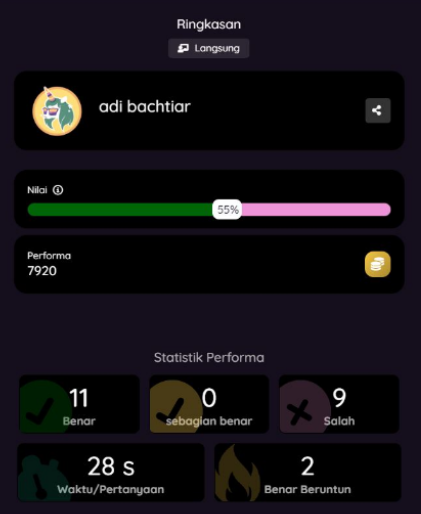 Ringkasan
Langsung
adi bachtiar
Nilai
55%
Performa
7920
Statistik Performa
11
Benar
0
sebagian benar
9
Salah
28 s
Waktu/Pertanyaan
2
Benar Beruntun